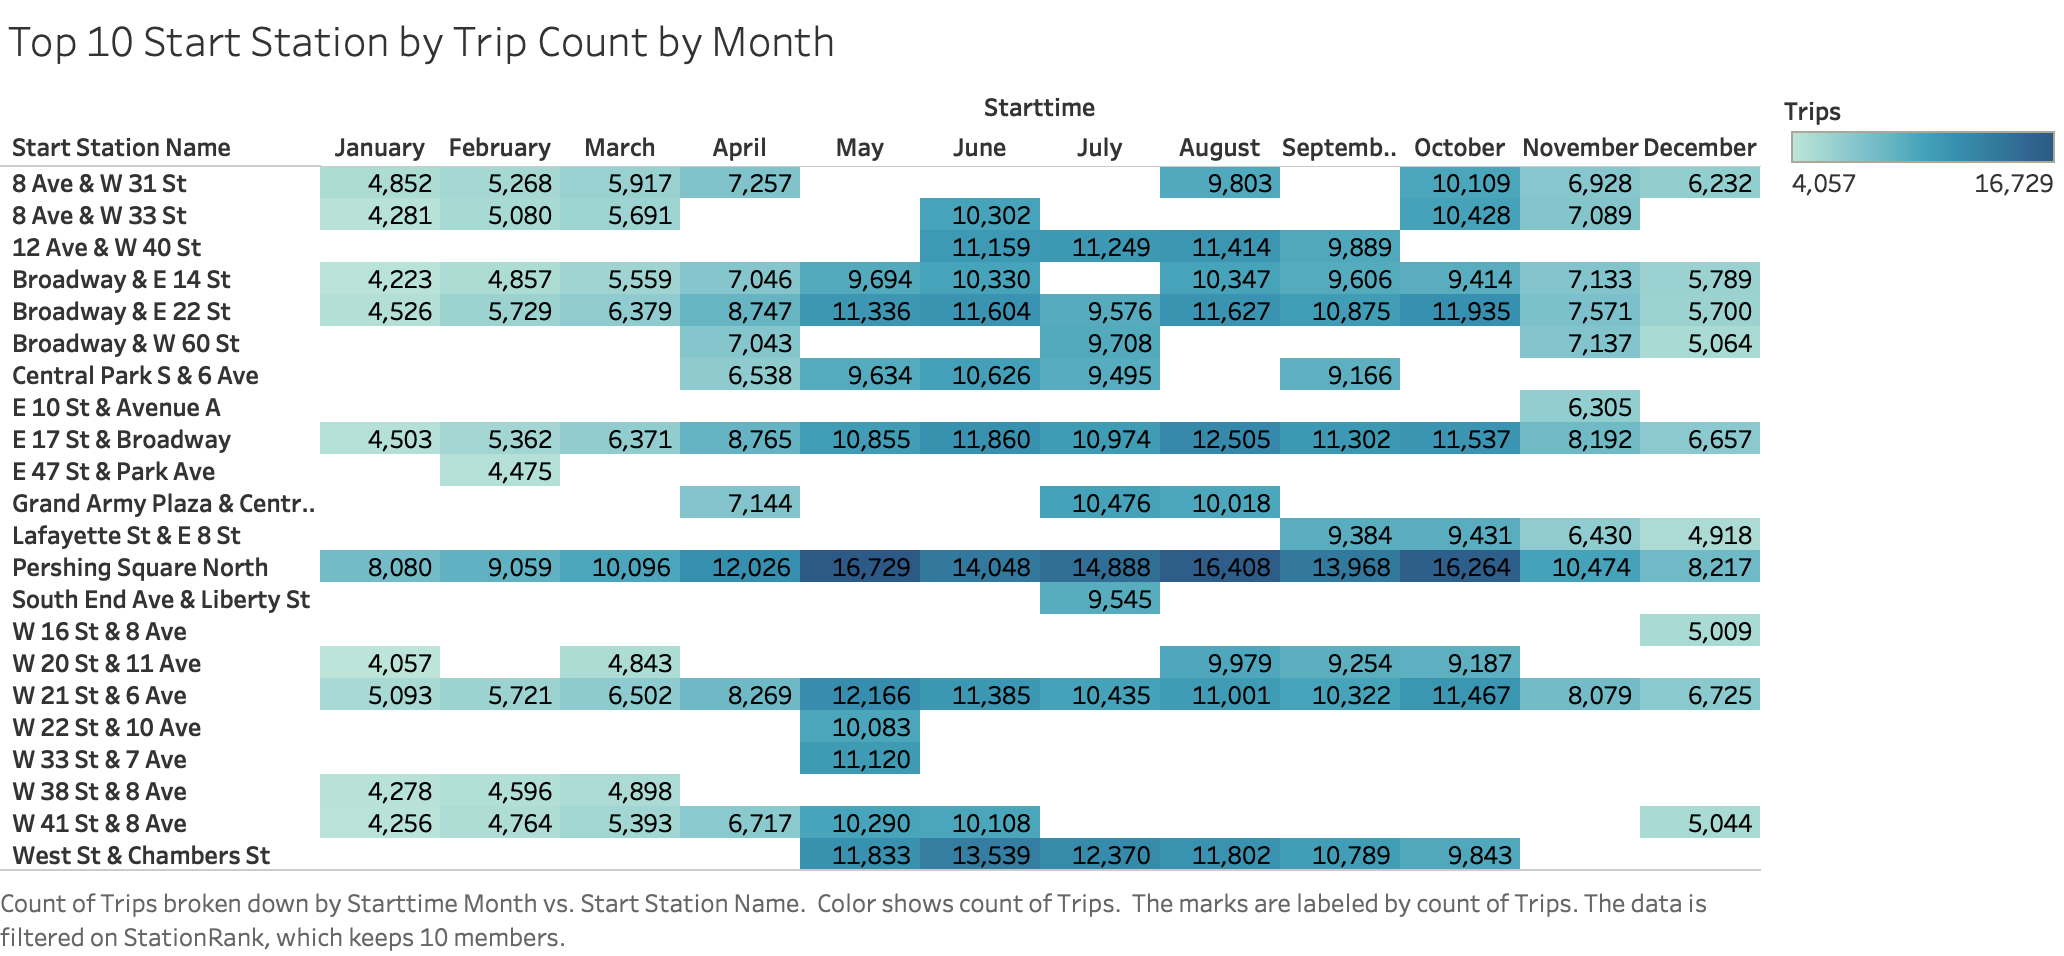 Top 10 Start Station by Trip Count by Month
Starttime
Start Station Name January February March April May June July August Septemb.. October November December
8 Ave & W 31 St 4,852 5,268 5,917 7,257 9,803 10,109 6,928 6,232
8 Ave & W 33 St 4,281 5,080 5,691 10,302 10,428 7,089
12 Ave & W 40 St 11,159 11,249 11,414 9,889
Broadway & E 14 St 4,223 4,857 5,559 7,046 9,694 10,330 10,347 9,606 9,414 7,133 5,789
Broadway & E 22 St 4,526 5,729 6,379 8,747 11,336 11,604 9,576 11,627 10,875 11,935 7,571 5,700
Broadway & W 60 St 7,043 9,708 7,137 5,064
Central Park S & 6 Ave 6,538 9,634 10,626 9,495 9,166
E 10 St & Avenue A 6,305
E 17 St & Broadway 4,503 5,362 6,371 8,765 10,855 11,860 10,974 12,505 11,302 11,537 8,192 6,657
E 47 St & Park Ave 4,475
Grand Army Plaza & Centr.. 7,144 10,476 10,018
Lafayette St & E 8 St 9,384 9,431 6,430 4,918
Pershing Square North 8,080 9,059 10,096 12,026 16,729 14,048 14,888 16,408 13,968 16,264 10,474 8,217
South End Ave & Liberty St 9,545
W 16 St & 8 Ave 5,009
W 20 St & 11 Ave 4,057 4,843 9,979 9,254 9,187
W 21 St & 6 Ave 5,093 5,721 6,502 8,269 12,166 11,385 10,435 11,001 10,322 11,467 8,079 6,725
W 22 St & 10 Ave 10,083
W 33 St & 7 Ave 11,120
W 38 St & 8 Ave 4,278 4,596 4,898
W 41 St & 8 Ave 4,256 4,764 5,393 6,717 10,290 10,108 5,044
West St & Chambers St 11,833 13,539 12,370 11,802 10,789 9,843
Trips
4,057 16,729
Count of Trips broken down by Starttime Month vs. Start Station Name.  Color shows count of Trips.  The marks are labeled by count of Trips. The data is
filtered on StationRank, which keeps 10 members.